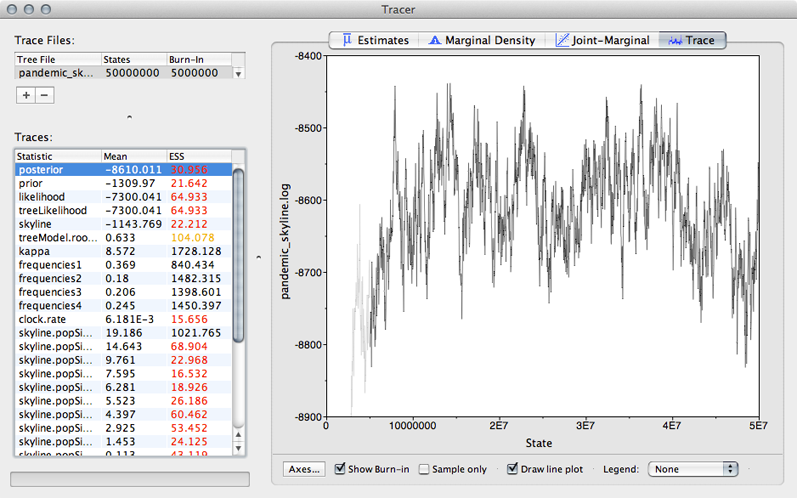 Tracer
Trace Files:
Tree File States Burn-In
pandemic_sk... 50000000 5000000
+ −
Traces:
Statistic Mean ESS
posterior -8610.011 30.956
prior -1309.97 21.642
likelihood -7300.041 64.933
treeLikelihood -7300.041 64.933
skyline -1143.769 22.212
treeModel.roo... 0.633 104.078
kappa 8.572 1728.128
frequencies1 0.369 840.434
frequencies2 0.18 1482.315
frequencies3 0.206 1398.601
frequencies4 0.245 1450.397
clock.rate 6.181E-3 15.656
skyline.popSi... 19.186 1021.765
skyline.popSi... 14.643 68.904
skyline.popSi... 9.761 22.968
skyline.popSi... 7.595 16.532
skyline.popSi... 6.281 18.926
skyline.popSi... 5.523 26.186
skyline.popSi... 4.397 60.462
skyline.popSi... 2.925 53.452
skyline.popSi... 1.453 24.125
skyline.popSi... 0.113 43.119
Estimates Marginal Density Joint-Marginal Trace
-8400
-8500
-8600
-8700
-8800
-8900
pandemic_skyline.log
0 10000000 2E7 3E7 4E7 5E7
State
Axes... Show Burn-in Sample only Draw line plot Legend: None